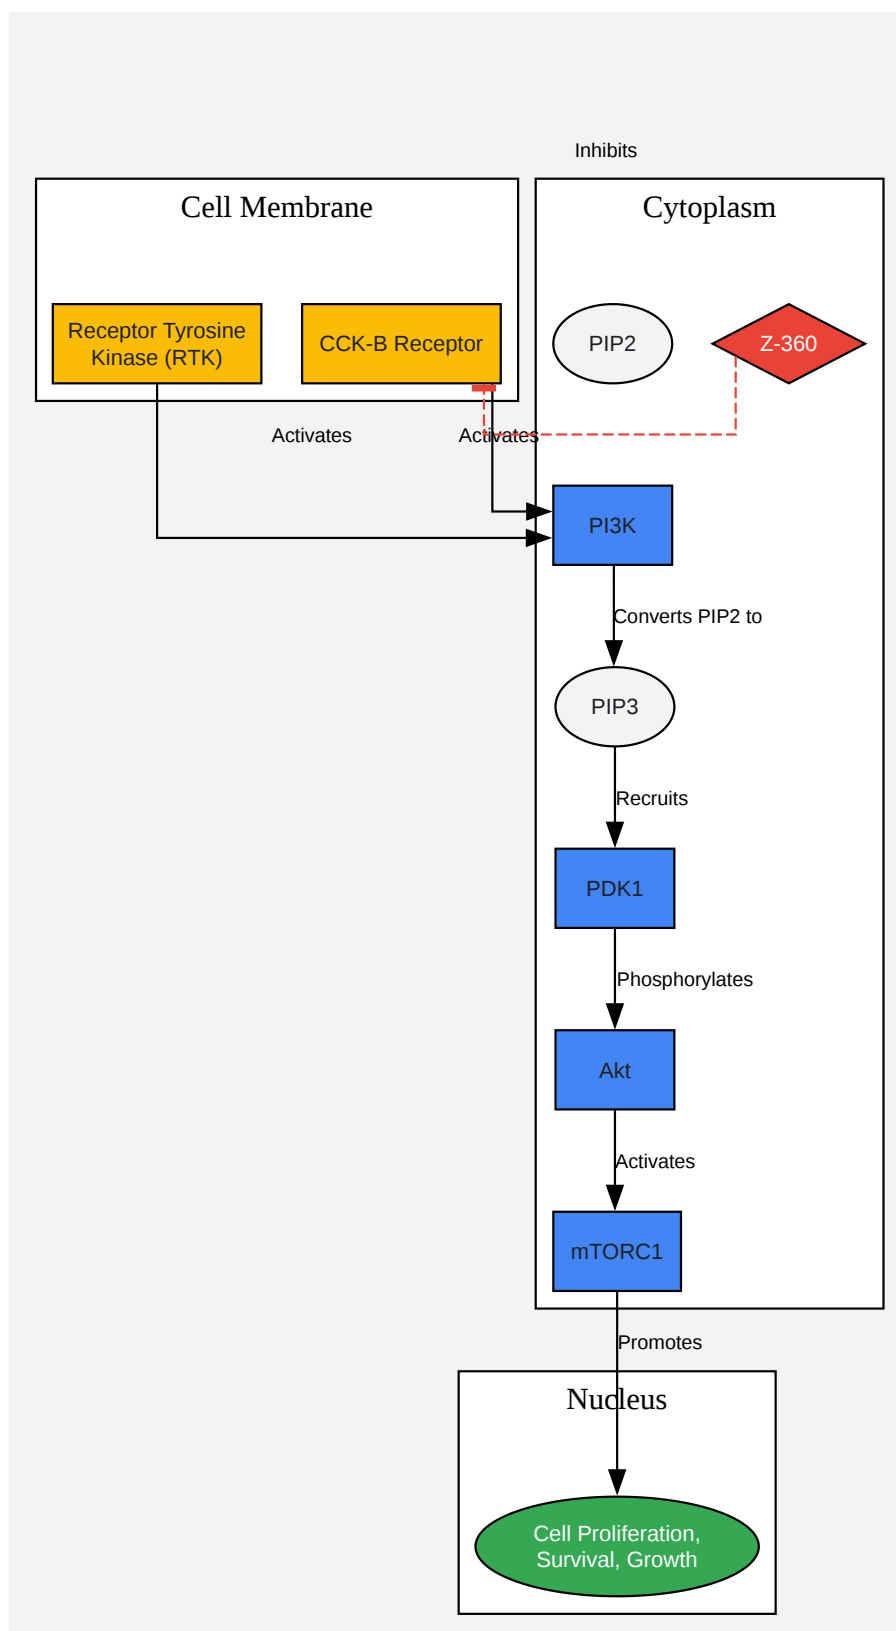 Inhibits
Cell Membrane
Cytoplasm
Receptor Tyrosine
Kinase (RTK)
CCK-B Receptor
PIP2
Z-360
Activates
Activates
PI3K
Converts PIP2 to
PIP3
Recruits
PDK1
Phosphorylates
Akt
Activates
mTORC1
Promotes
Nucleus
Cell Proliferation,
Survival, Growth